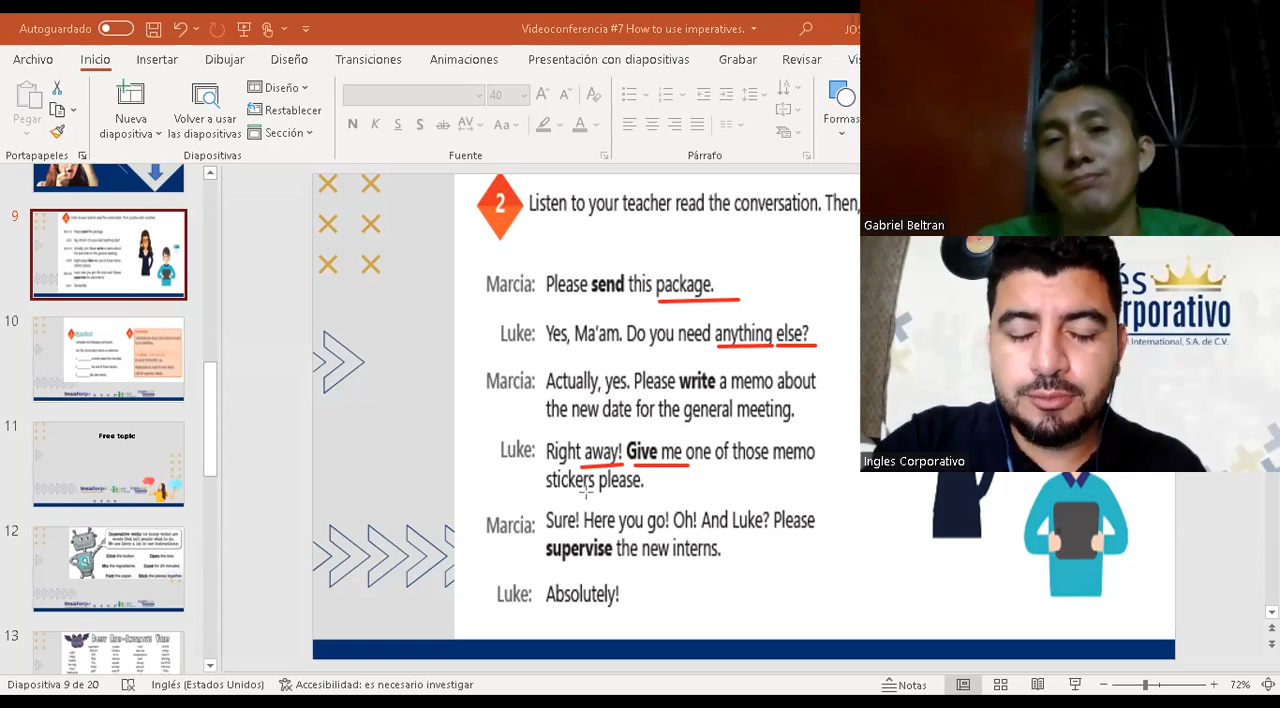 Autoguardado
Videoconferencia #7 How to use imperatives.
Archivo Inicio Insertar Dibujar Diseño Transiciones Animaciones Presentación con diapositivas Grabar Revisar
Pegar
Nueva diapositiva
Volver a usar las diapositivas
Diseño
Restablecer
Sección
40
N K S S ab AV Aa A
Formas
Portapapeles Diapositivas Fuente Párrafo
9
10
11
Free topic
12
13
2 Listen to your teacher read the conversation. Then,
Marcia: Please send this package.
Luke: Yes, Ma'am. Do you need anything else?
Marcia: Actually, yes. Please write a memo about
the new date for the general meeting.
Luke: Right away! Give me one of those memo
stickers please.
Marcia: Sure! Here you go! Oh! And Luke? Please
supervise the new interns.
Luke: Absolutely!
Gabriel Beltran
és
rporativo
International, S.A. de C.V.
Ingles Corporativo
Diapositiva 9 de 20 Inglés (Estados Unidos) Accesibilidad: es necesario investigar Notas 72%